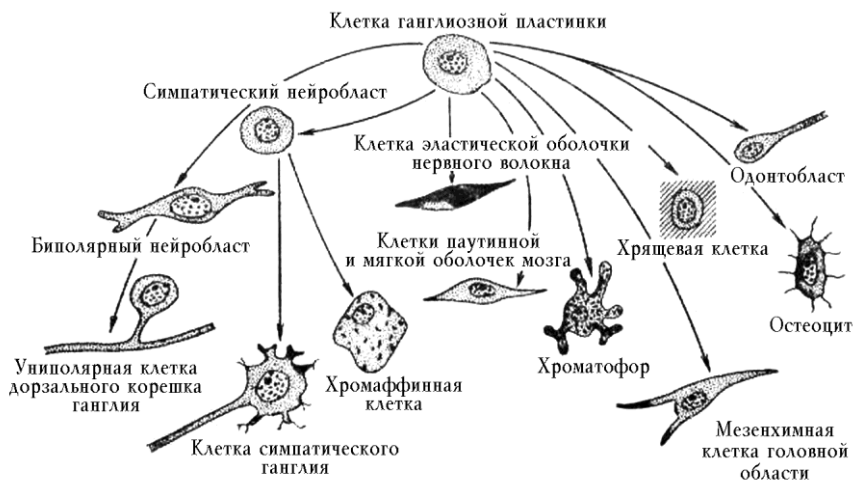 Клетка ганглиозной пластинки
Симпатический нейробласт
Клетка эластической оболочки
нервного волокна
Одонтобласт
Биполярный нейробласт
Клетки паутинной
и мягкой оболочек мозга
Хрящевая клетка
Остеоцит
Униполярная клетка
дорзального корешка
ганглия
Хромаффинная
клетка
Хроматофор
Клетка симпатического
ганглия
Мезенхимная
клетка головной
области